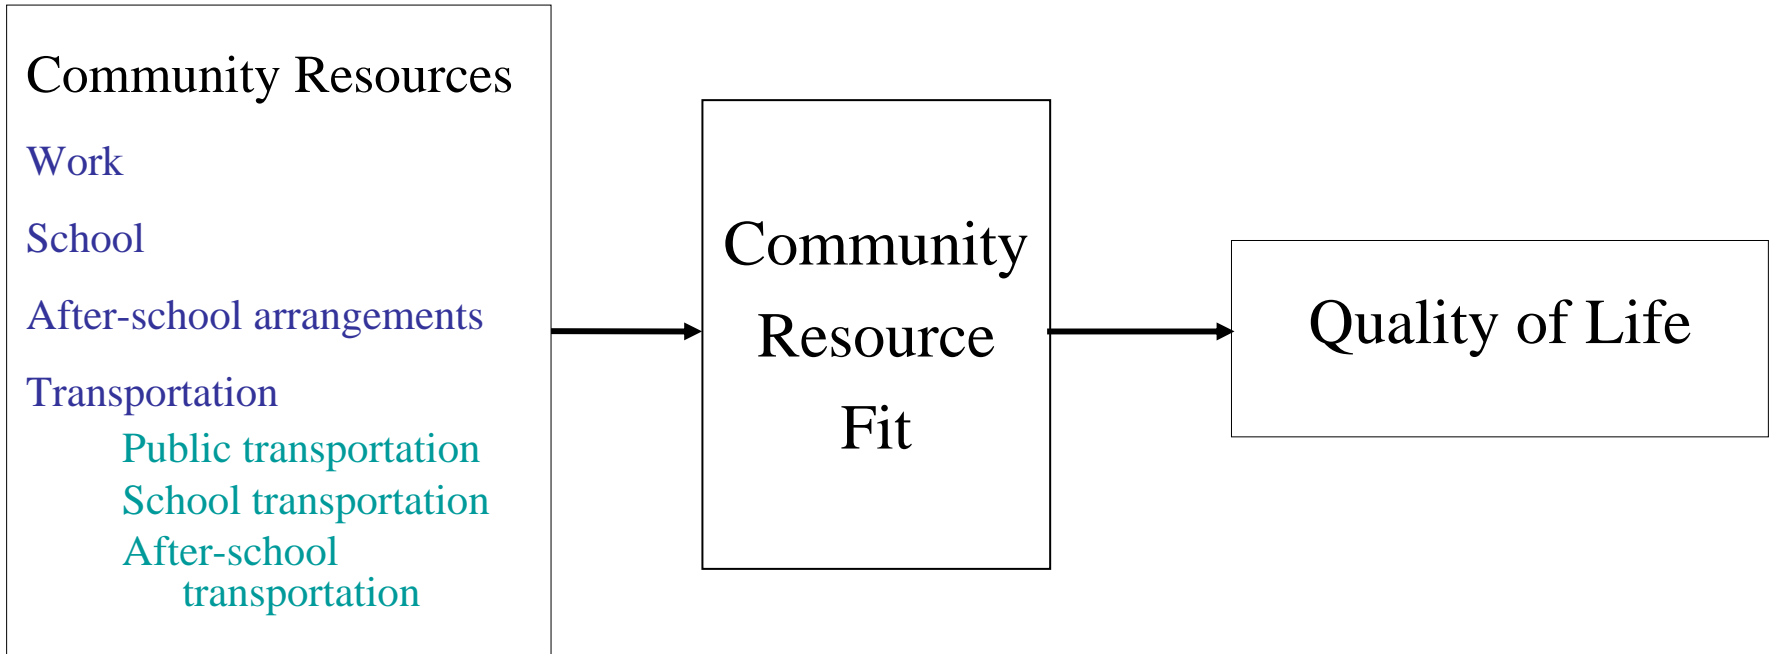 Community Resources
Work
School
After-school arrangements
Transportation
Public transportation
School transportation
After-school
transportation
Community
Resource
Fit
Quality of Life